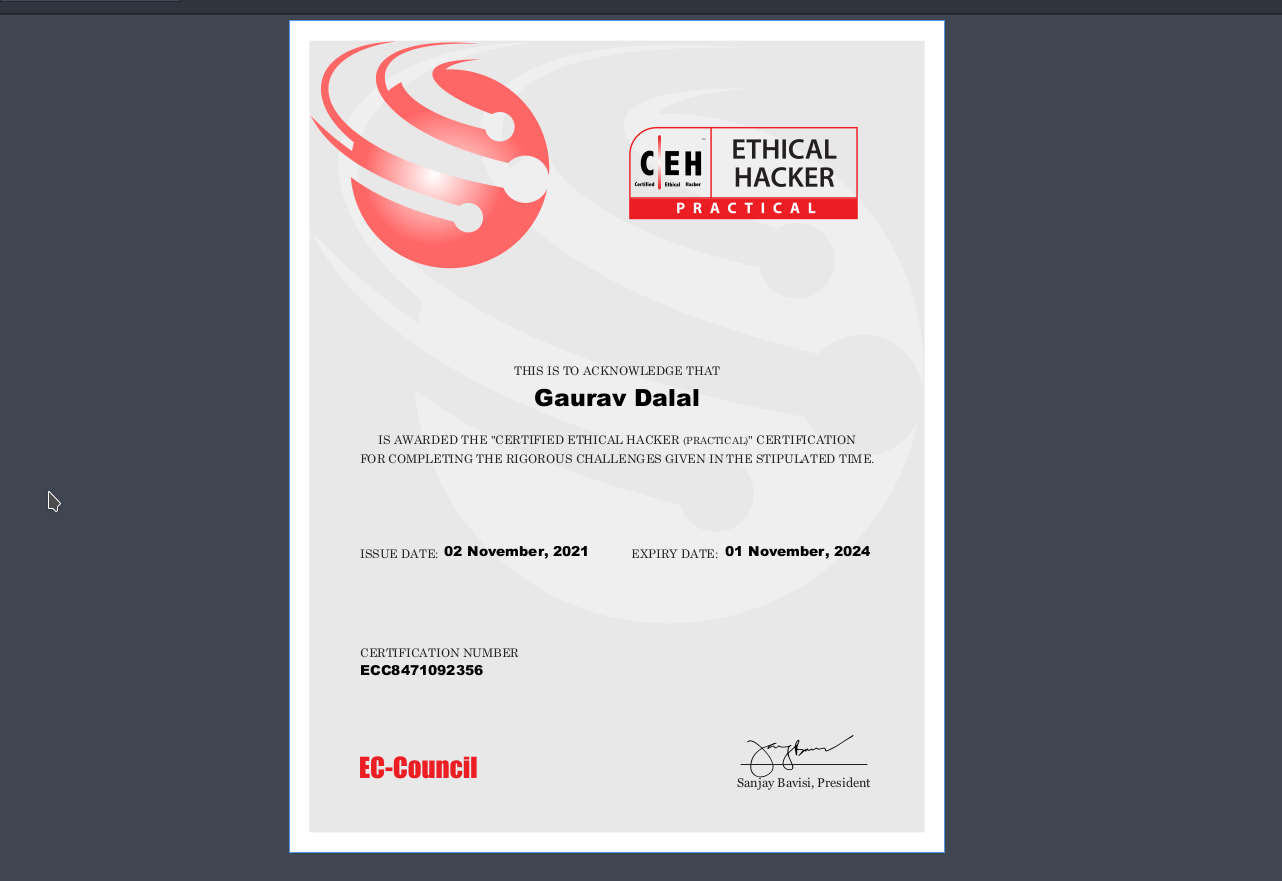 CEH™
Certified Ethical Hacker
ETHICAL
HACKER
PRACTICAL
THIS IS TO ACKNOWLEDGE THAT
Gaurav Dalal
IS AWARDED THE "CERTIFIED ETHICAL HACKER (PRACTICAL)" CERTIFICATION
FOR COMPLETING THE RIGOROUS CHALLENGES GIVEN IN THE STIPULATED TIME.
ISSUE DATE: 02 November, 2021 EXPIRY DATE: 01 November, 2024
CERTIFICATION NUMBER
ECC8471092356
EC-Council
Sanjay Bavisi, President